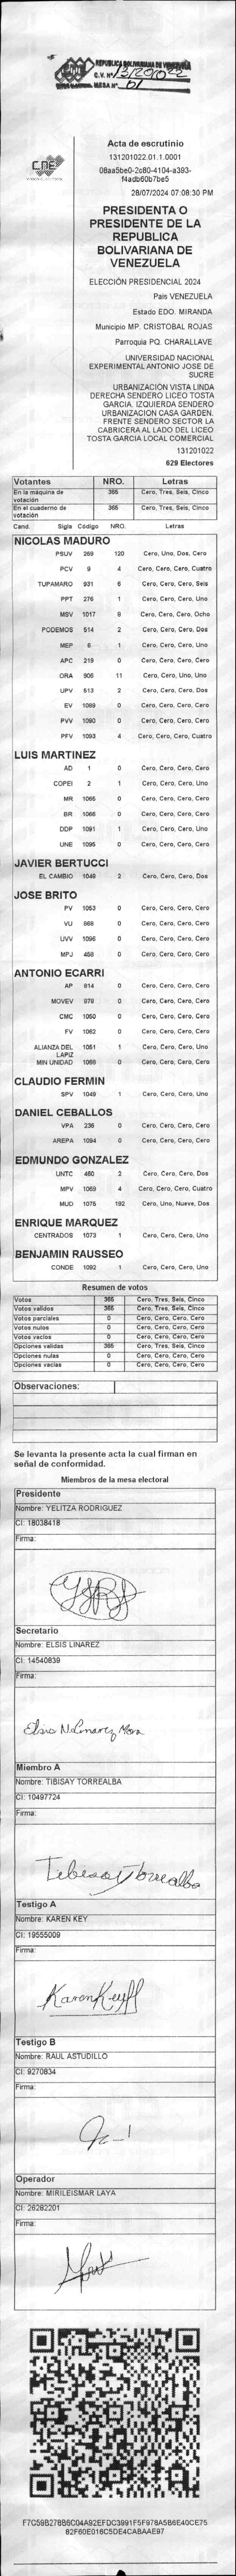 REPUBLICA BOLIVARIANA DE VENEZUELA
C.V. Nº 131201022
MESA Nº 01
CNE
Acta de escrutinio
131201022.01.1.0001
08aa5be0-2c80-4104-a393-
f4adb60b7be5
28/07/2024 07:08:30 PM
PRESIDENTA O
PRESIDENTE DE LA
REPUBLICA
BOLIVARIANA DE
VENEZUELA
ELECCIÓN PRESIDENCIAL 2024
Pais VENEZUELA
Estado EDO. MIRANDA
Municipio MP. CRISTOBAL ROJAS
Parroquia PQ. CHARALLAVE
UNIVERSIDAD NACIONAL
EXPERIMENTAL ANTONIO JOSE DE
SUCRE
URBANIZACIÓN VISTA LINDA
DERECHA SENDERO LICEO TOSTA
GARCIA. IZQUIERDA SENDERO
URBANIZACION CASA GARDEN.
FRENTE SENDERO SECTOR LA
CABRICERA AL LADO DEL LICEO
TOSTA GARCIA LOCAL COMERCIAL
131201022
629 Electores
Votantes NRO. Letras
En la máquina de votación 365 Cero, Tres, Seis, Cinco
En el cuaderno de votación 365 Cero, Tres, Seis, Cinco
Cand. Sigla Código NRO. Letras
NICOLAS MADURO
PSUV 269 120 Cero, Uno, Dos, Cero
PCV 9 4 Cero, Cero, Cero, Cuatro
TUPAMARO 931 6 Cero, Cero, Cero, Seis
PPT 276 1 Cero, Cero, Cero, Uno
MSV 1017 8 Cero, Cero, Cero, Ocho
PODEMOS 514 2 Cero, Cero, Cero, Dos
MEP 6 1 Cero, Cero, Cero, Uno
APC 219 0 Cero, Cero, Cero, Cero
ORA 906 11 Cero, Cero, Uno, Uno
UPV 513 2 Cero, Cero, Cero, Dos
EV 1089 0 Cero, Cero, Cero, Cero
PVV 1090 0 Cero, Cero, Cero, Cero
PFV 1093 4 Cero, Cero, Cero, Cuatro
LUIS MARTINEZ
AD 1 0 Cero, Cero, Cero, Cero
COPEI 2 1 Cero, Cero, Cero, Uno
MR 1065 0 Cero, Cero, Cero, Cero
BR 1066 0 Cero, Cero, Cero, Cero
DDP 1091 1 Cero, Cero, Cero, Uno
UNE 1095 0 Cero, Cero, Cero, Cero
JAVIER BERTUCCI
EL CAMBIO 1048 2 Cero, Cero, Cero, Dos
JOSE BRITO
PV 1053 0 Cero, Cero, Cero, Cero
VU 868 0 Cero, Cero, Cero, Cero
UVV 1096 0 Cero, Cero, Cero, Cero
MPJ 458 0 Cero, Cero, Cero, Cero
ANTONIO ECARRI
AP 814 0 Cero, Cero, Cero, Cero
MOVEV 978 0 Cero, Cero, Cero, Cero
CMC 1050 0 Cero, Cero, Cero, Cero
FV 1062 0 Cero, Cero, Cero, Cero
ALIANZA DEL LAPIZ 1051 1 Cero, Cero, Cero, Uno
MIN UNIDAD 1068 0 Cero, Cero, Cero, Cero
CLAUDIO FERMIN
SPV 1049 1 Cero, Cero, Cero, Uno
DANIEL CEBALLOS
VPA 236 0 Cero, Cero, Cero, Cero
AREPA 1094 0 Cero, Cero, Cero, Cero
EDMUNDO GONZALEZ
UNTC 460 2 Cero, Cero, Cero, Dos
MPV 1069 4 Cero, Cero, Cero, Cuatro
MUD 1075 192 Cero, Uno, Nueve, Dos
ENRIQUE MARQUEZ
CENTRADOS 1073 1 Cero, Cero, Cero, Uno
BENJAMIN RAUSSEO
CONDE 1092 1 Cero, Cero, Cero, Uno
Resumen de votos
Votos 365 Cero, Tres, Seis, Cinco
Votos validos 365 Cero, Tres, Seis, Cinco
Votos parciales 0 Cero, Cero, Cero, Cero
Votos nulos 0 Cero, Cero, Cero, Cero
Votos vacios 0 Cero, Cero, Cero, Cero
Opciones validas 365 Cero, Tres, Seis, Cinco
Opciones nulas 0 Cero, Cero, Cero, Cero
Opciones vacias 0 Cero, Cero, Cero, Cero
Observaciones:
Se levanta la presente acta la cual firman en
señal de conformidad.
Miembros de la mesa electoral
Presidente
Nombre: YELITZA RODRIGUEZ
CI: 18038418
Firma:
Secretario
Nombre: ELSIS LINAREZ
CI: 14540839
Firma:
Elsis N Linarez Mora
Miembro A
Nombre: TIBISAY TORREALBA
CI: 10497724
Firma:
Tibisay Torrealba
Testigo A
Nombre: KAREN KEY
CI: 19555009
Firma:
Karen Key
Testigo B
Nombre: RAUL ASTUDILLO
CI: 9270834
Firma:
Operador
Nombre: MIRILEISMAR LAYA
CI: 26282201
Firma:
F7C59B278B6C04A92EFDC3991F5F978A5B6E40CE75
82F60E016C5DE4CABAAE97